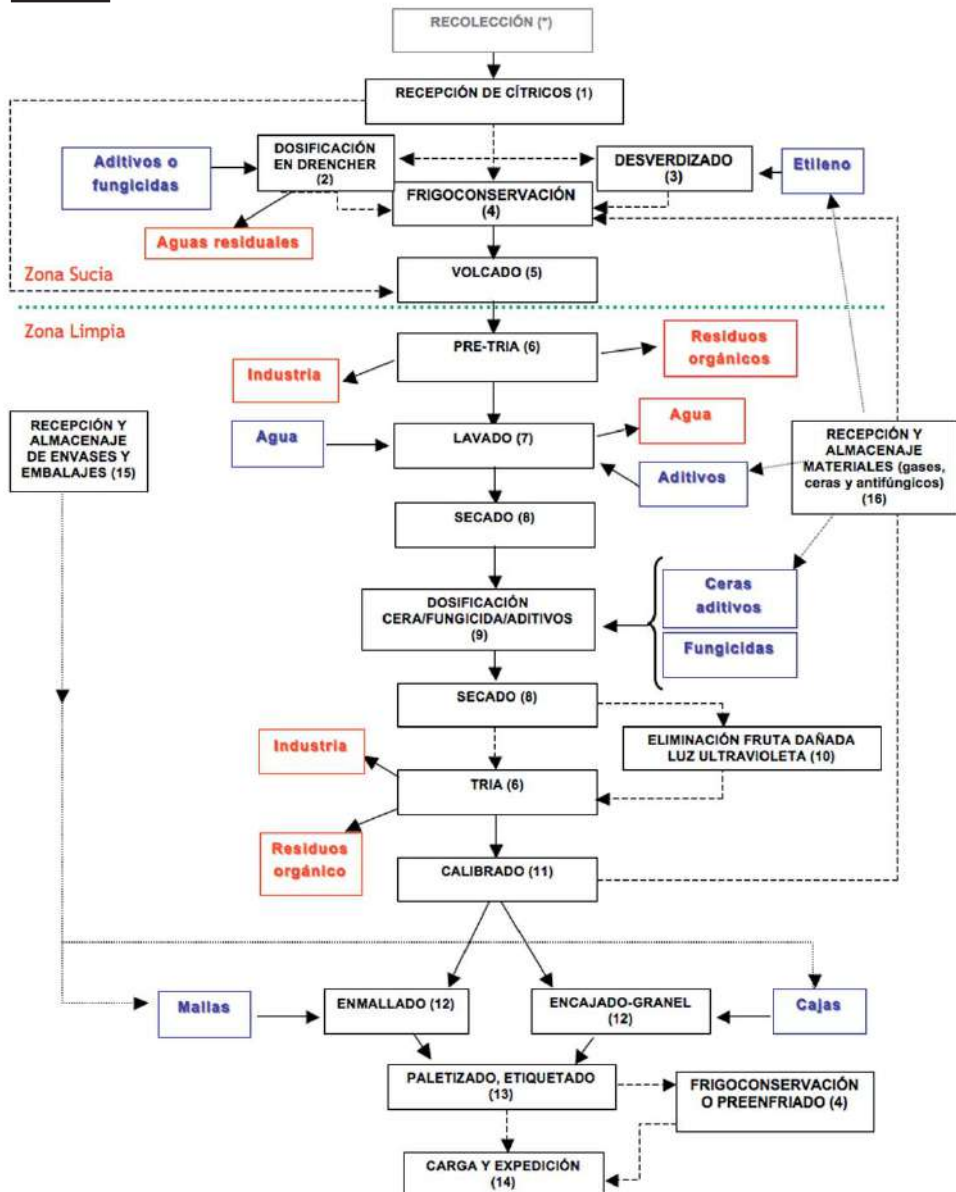 RECOLECCIÓN (*)
RECEPCIÓN DE CÍTRICOS (1)
Aditivos o
fungicidas
DOSIFICACIÓN
EN DRENCHER
(2)
DESVERDIZADO
(3)
Etileno
FRIGOCONSERVACIÓN
(4)
Aguas residuales
Zona Sucia
VOLCADO (5)
Zona Limpia
PRE-TRIA (6)
Residuos
orgánicos
Industria
RECEPCIÓN Y
ALMACENAJE
DE ENVASES Y
EMBALAJES (15)
Agua
LAVADO (7)
Agua
Aditivos
RECEPCIÓN Y
ALMACENAJE
MATERIALES (gases,
ceras y antifúngicos)
(16)
SECADO (8)
DOSIFICACIÓN
CERA/FUNGICIDA/ADITIVOS
(9)
Ceras
aditivos
Fungicidas
SECADO (8)
Industria
ELIMINACIÓN FRUTA DAÑADA
LUZ ULTRAVIOLETA (10)
TRIA (6)
Residuos
orgánico
CALIBRADO (11)
Mallas
ENMALLADO (12)
ENCAJADO-GRANEL
(12)
Cajas
PALETIZADO, ETIQUETADO
(13)
FRIGOCONSERVACIÓN
O PREENFRIADO (4)
CARGA Y EXPEDICIÓN
(14)